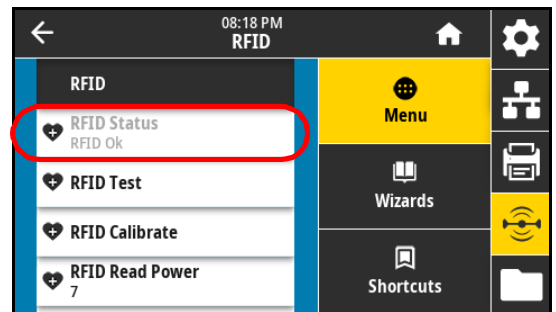 08:18 PM
RFID
RFID
RFID Status
RFID Ok
RFID Test
RFID Calibrate
RFID Read Power
7
Menu
Wizards
Shortcuts